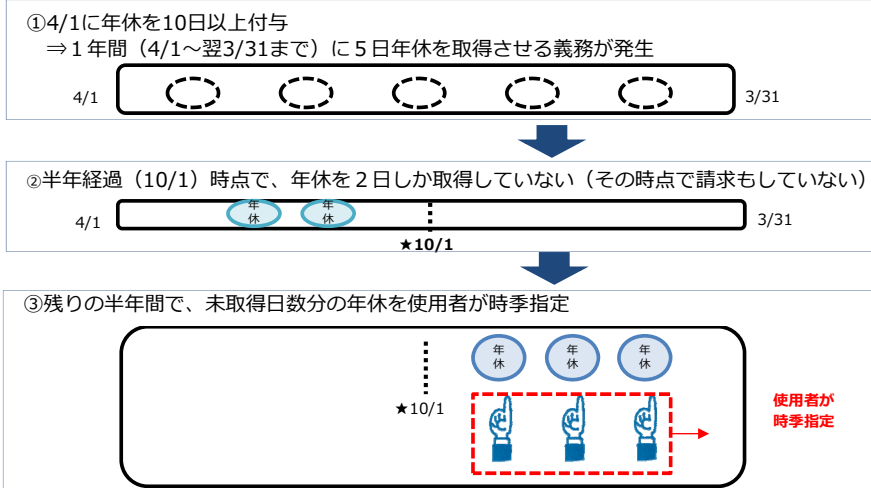 ①4/1に年休を10日以上付与
⇒１年間（4/1～翌3/31まで）に５日年休を取得させる義務が発生
4/1
3/31
②半年経過（10/1）時点で、年休を２日しか取得していない（その時点で請求もしていない）
年
休
年
休
4/1
3/31
★10/1
③残りの半年間で、未取得日数分の年休を使用者が時季指定
年
休
年
休
年
休
★10/1
使用者が
時季指定